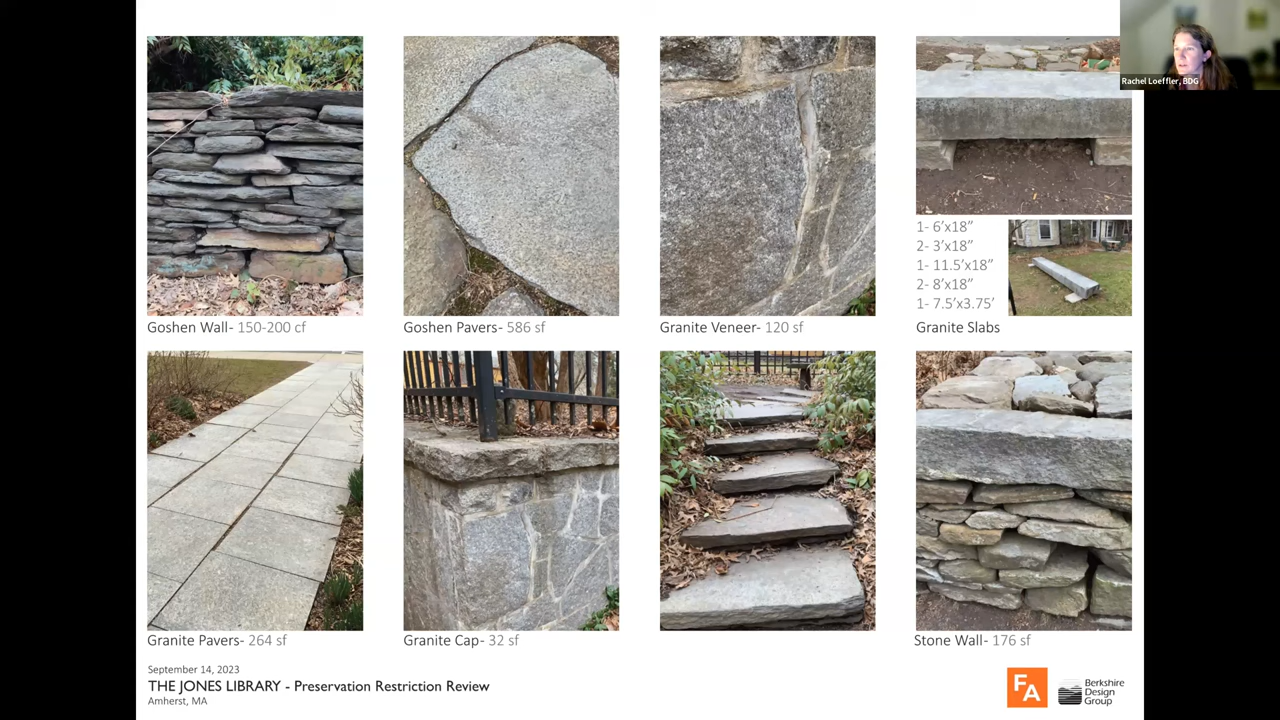 Rachel Loeffler, BDG
1- 6’x18”
2- 3’x18”
1- 11.5’x18”
2- 8’x18”
1- 7.5’x3.75’
Goshen Wall- 150-200 cf
Goshen Pavers- 586 sf
Granite Veneer- 120 sf
Granite Slabs
Granite Pavers- 264 sf
Granite Cap- 32 sf
Stone Wall- 176 sf
September 14, 2023
THE JONES LIBRARY - Preservation Restriction Review
Amherst, MA
FA
Berkshire
Design
Group